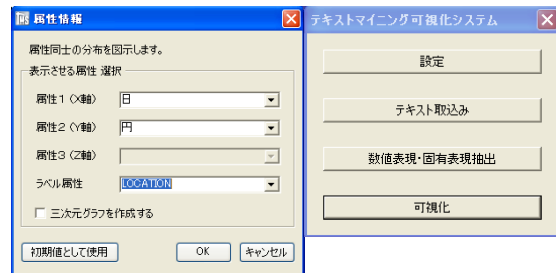 属性情報
属性同士の分布を図示します。
表示させる属性 選択
属性1 (X軸) 日
属性2 (Y軸) 円
属性3 (Z軸)
ラベル属性 LOCATION
三次元グラフを作成する
初期値として使用 OK キャンセル
テキストマイニング可視化システム
設定
テキスト取込み
数値表現・固有表現抽出
可視化